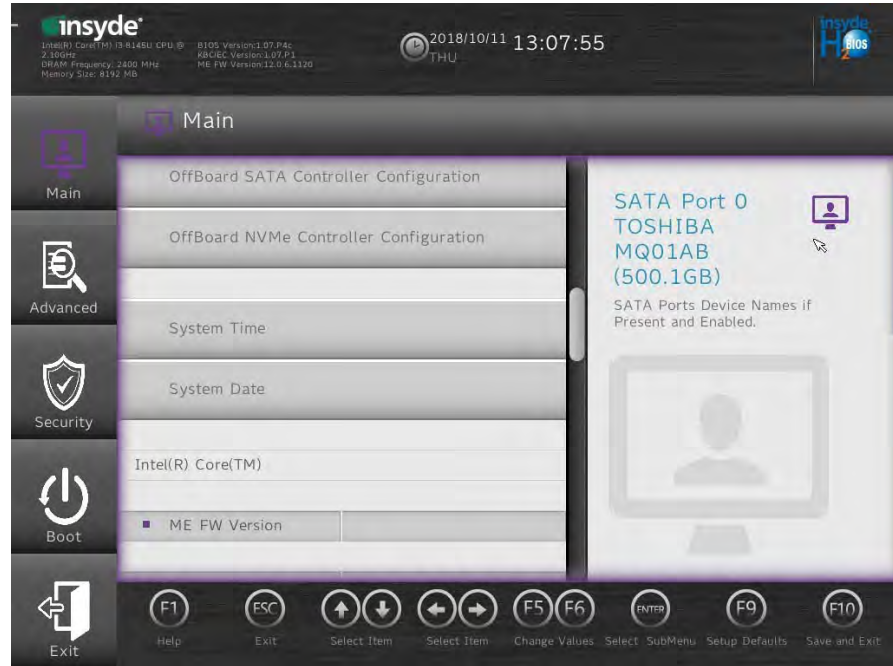 insyde®
Intel(R) Core(TM) i3-8145U CPU @
2.10GHz
DRAM Frequency: 2400 MHz
Memory Size: 8192 MB
BIOS Version:1.07.P4c
KBC/EC Version:1.07.P1
ME FW Version:12.0.6.1120
2018/10/11 13:07:55
THU
insyde
H2O BIOS
Main
Main
Advanced
Security
Boot
Exit
OffBoard SATA Controller Configuration
OffBoard NVMe Controller Configuration
System Time
System Date
Intel(R) Core(TM)
ME FW Version
SATA Port 0
TOSHIBA
MQ01AB
(500.1GB)
SATA Ports Device Names if
Present and Enabled.
F1
Help
ESC
Exit
Select Item
Select Item
F5 F6
Change Values
ENTER
Select SubMenu
F9
Setup Defaults
F10
Save and Exit